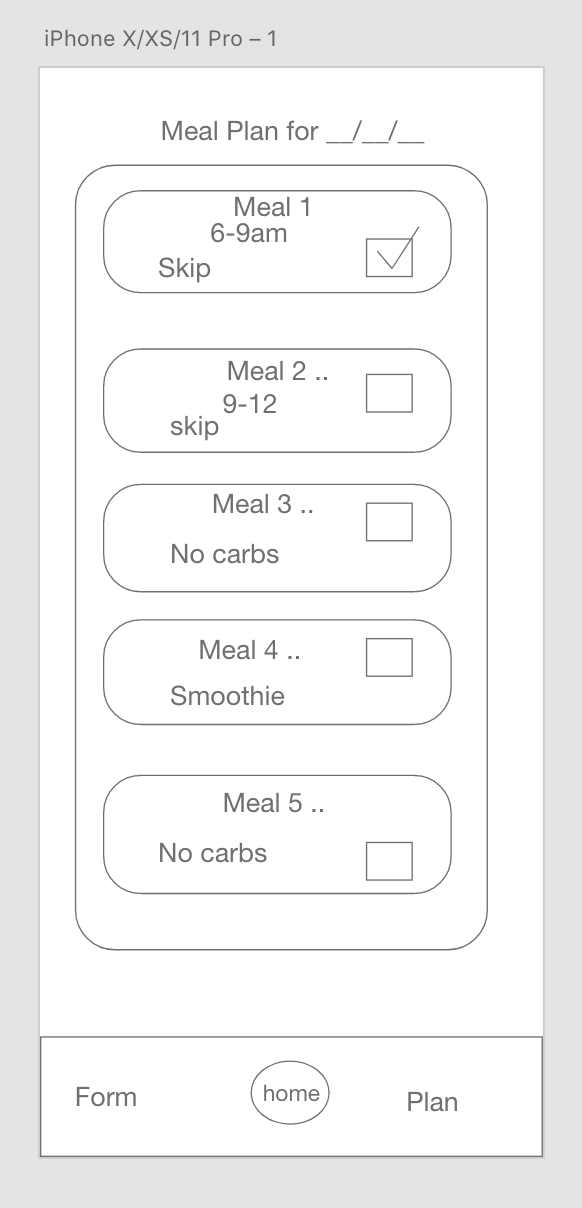 iPhone X/XS/11 Pro – 1
Meal Plan for __/__/__
Meal 1
6-9am
Skip
Meal 2 ..
9-12
skip
Meal 3 ..
No carbs
Meal 4 ..
Smoothie
Meal 5 ..
No carbs
Form
home
Plan